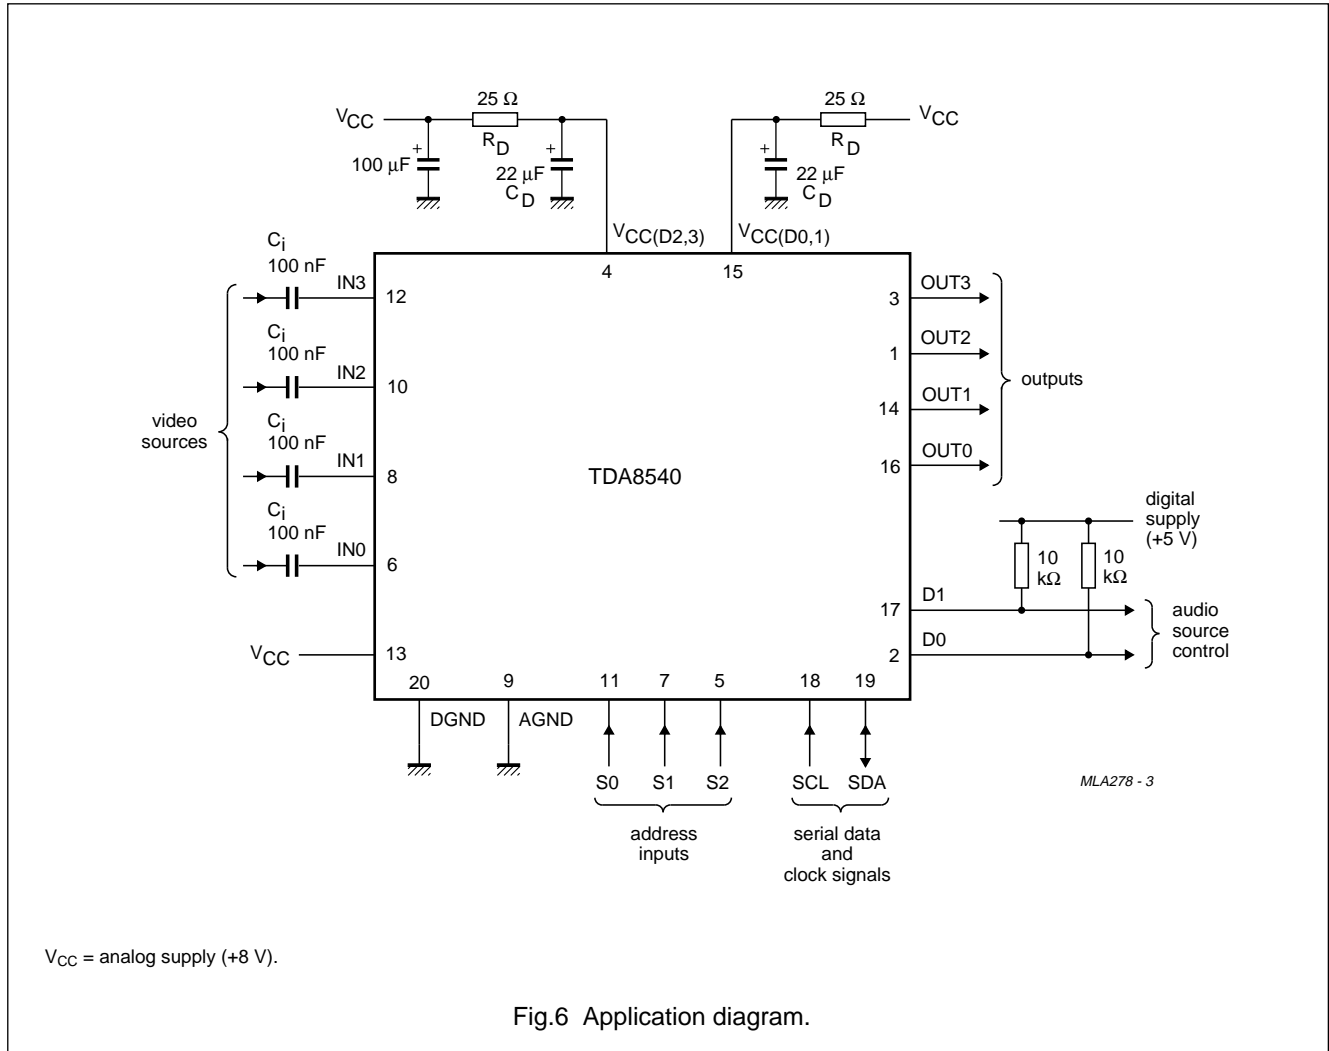 25 Ω
25 Ω
VCC
VCC
RD
RD
+
+
+
100 μF
22 μF
CD
22 μF
CD
VCC(D2,3)
VCC(D0,1)
4
15
Ci
100 nF
IN3
12
Ci
100 nF
IN2
10
Ci
100 nF
IN1
8
Ci
100 nF
IN0
6
video
sources
VCC
13
TDA8540
3
OUT3
1
OUT2
14
OUT1
16
OUT0
outputs
digital
supply
(+5 V)
10
kΩ
10
kΩ
17
D1
2
D0
audio
source
control
20
9
11
7
5
18
19
DGND
AGND
S0
S1
S2
SCL
SDA
address
inputs
serial data
and
clock signals
MLA278 - 3
VCC = analog supply (+8 V).
Fig.6 Application diagram.